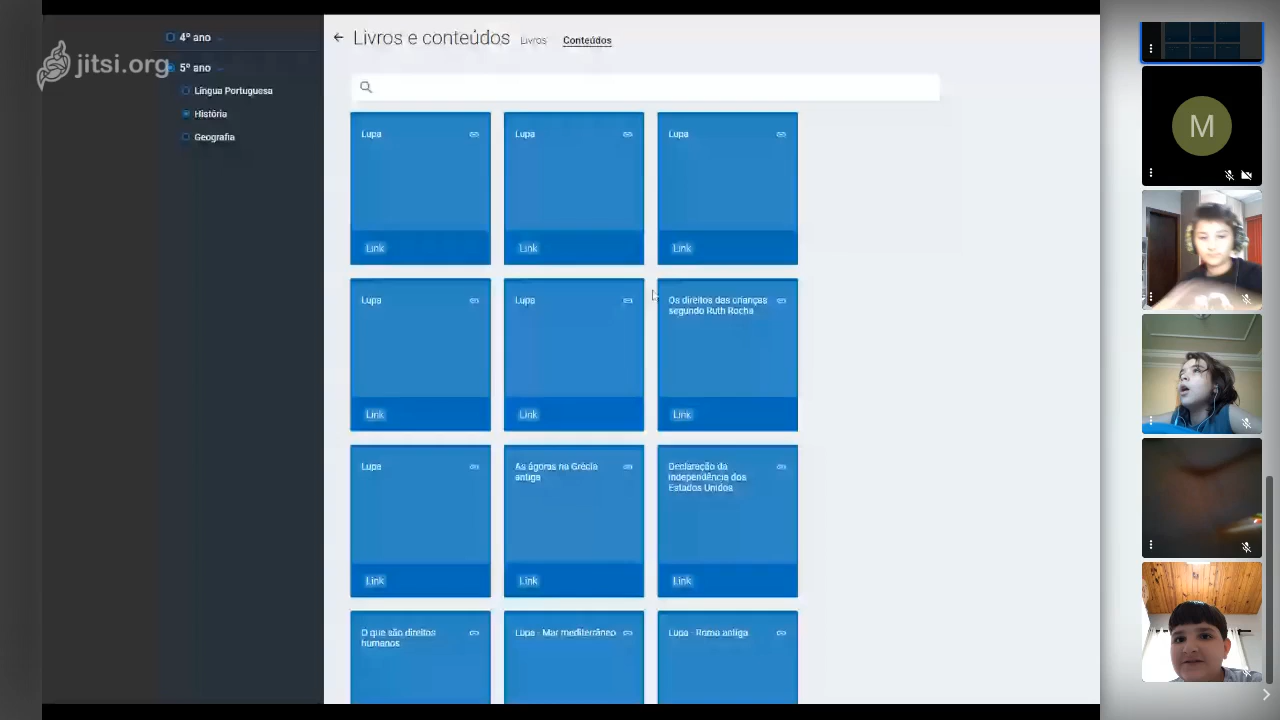 jitsi.org
4º ano
5º ano
Língua Portuguesa
História
Geografia
Livros e conteúdos
Livros
Conteúdos
Lupa
Link
Lupa
Link
Lupa
Link
Lupa
Link
Lupa
Link
Os direitos das crianças
segundo Ruth Rocha
Link
Lupa
Link
As ágoras na Grécia
antiga
Link
Declaração da
independência dos
Estados Unidos
Link
O que são direitos
humanos
Lupa - Mar mediterrâneo
Lupa - Roma antiga
M